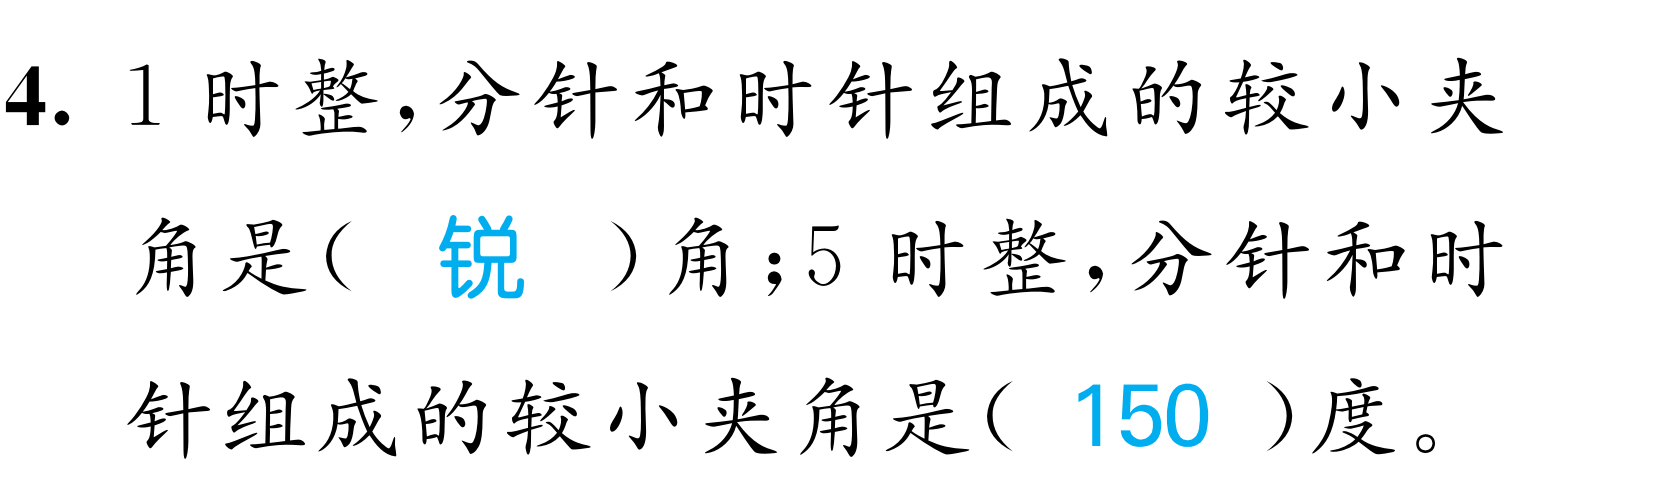 4. 1 时整,分针和时针组成的较小夹
角是( 锐 )角;5 时整,分针和时
针组成的较小夹角是( 150 )度。